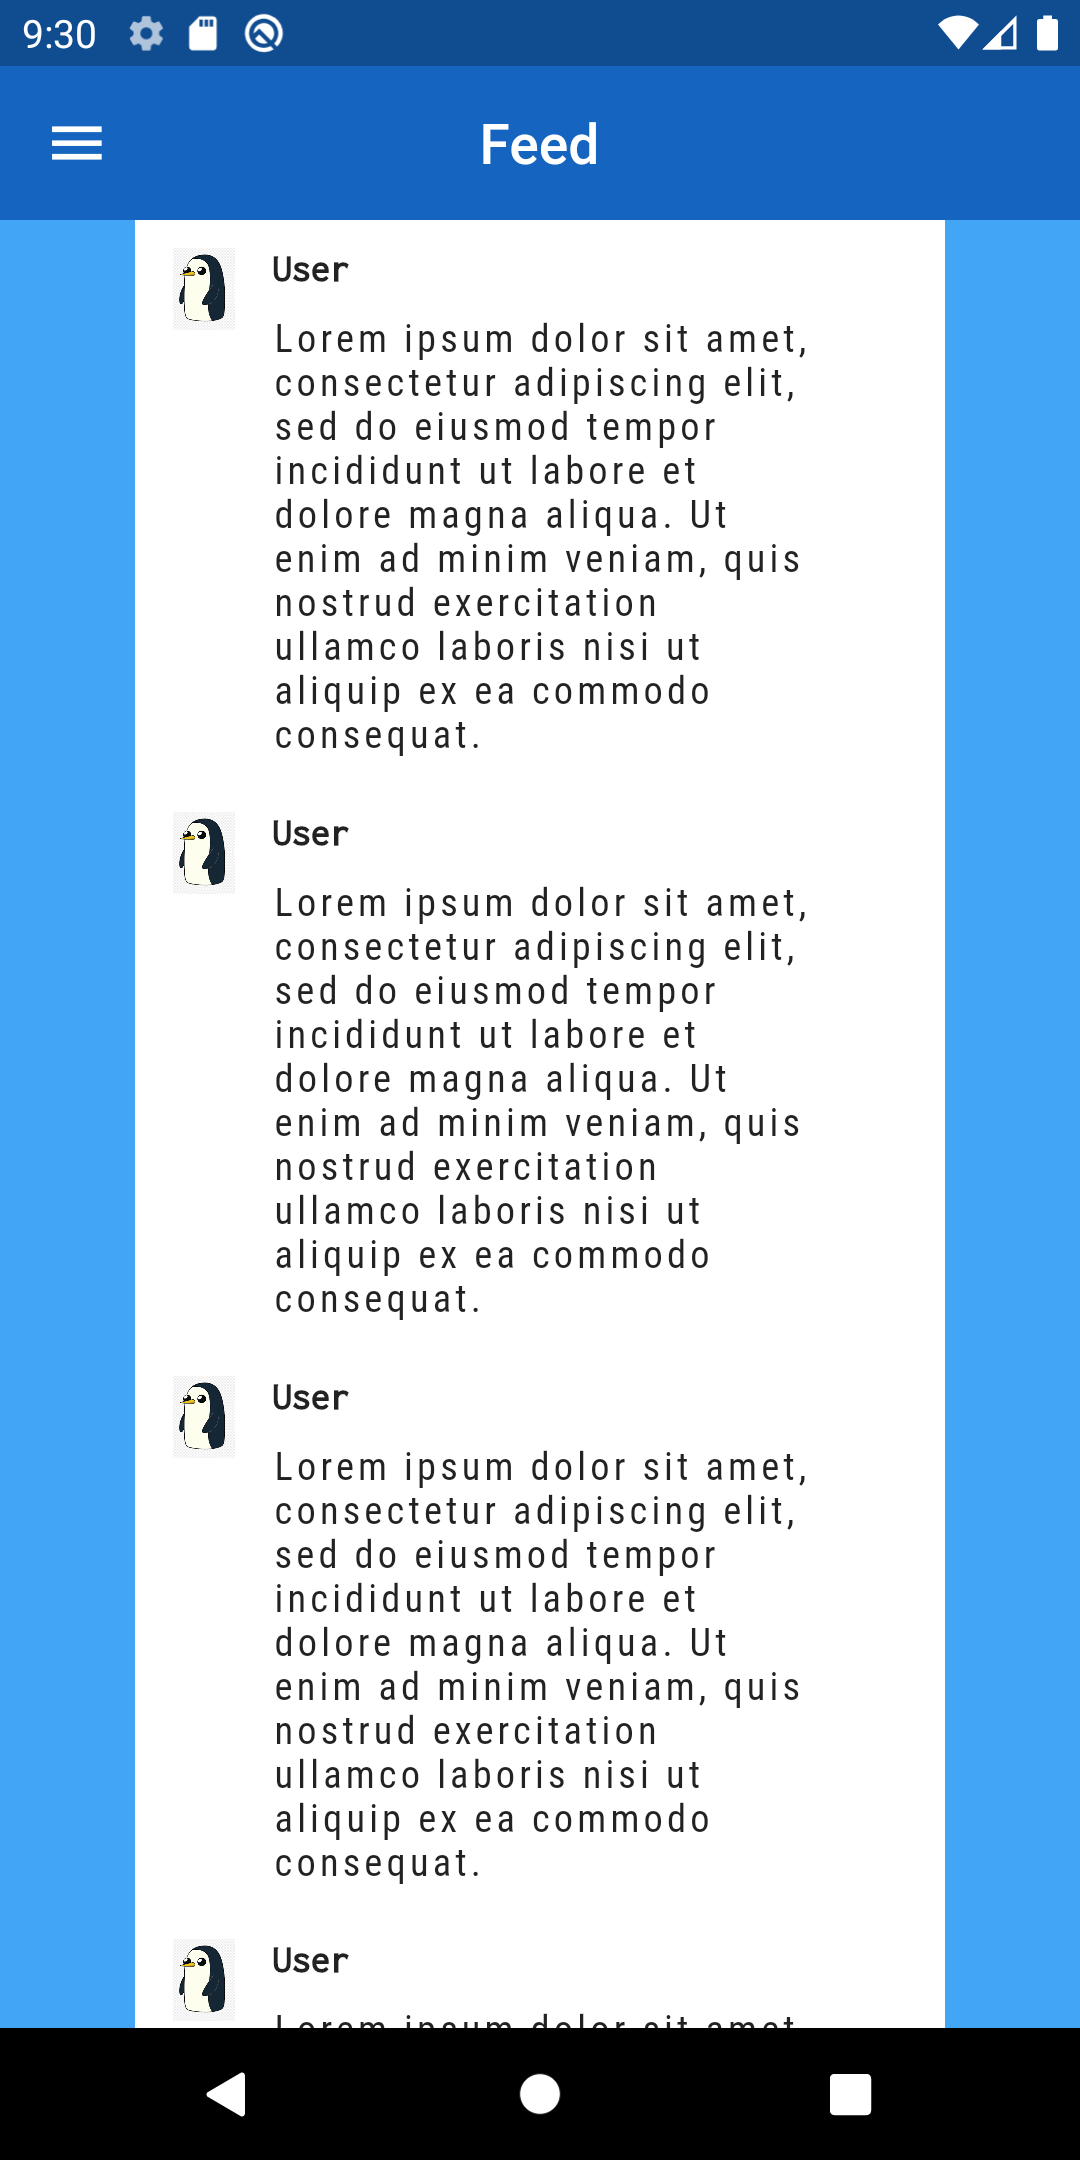 9:30
Feed
User
Lorem ipsum dolor sit amet,
consectetur adipiscing elit,
sed do eiusmod tempor
incididunt ut labore et
dolore magna aliqua. Ut
enim ad minim veniam, quis
nostrud exercitation
ullamco laboris nisi ut
aliquip ex ea commodo
consequat.
User
Lorem ipsum dolor sit amet,
consectetur adipiscing elit,
sed do eiusmod tempor
incididunt ut labore et
dolore magna aliqua. Ut
enim ad minim veniam, quis
nostrud exercitation
ullamco laboris nisi ut
aliquip ex ea commodo
consequat.
User
Lorem ipsum dolor sit amet,
consectetur adipiscing elit,
sed do eiusmod tempor
incididunt ut labore et
dolore magna aliqua. Ut
enim ad minim veniam, quis
nostrud exercitation
ullamco laboris nisi ut
aliquip ex ea commodo
consequat.
User
Lorem ipsum dolor sit amet